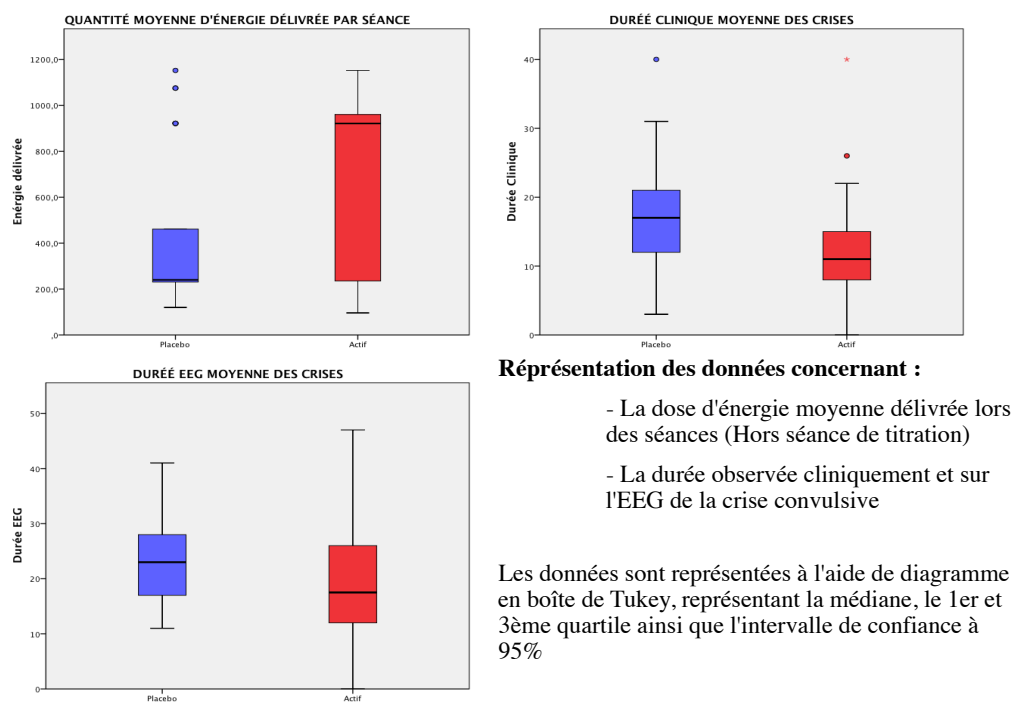 QUANTITÉ MOYENNE D'ÉNERGIE DÉLIVRÉE PAR SÉANCE
1200,0
1000,0
800,0
600,0
400,0
200,0
,0
Enérgie délivrée
Placebo
Actif
DURÉÉ CLINIQUE MOYENNE DES CRISES
40
30
20
10
0
Durée Clinique
Placebo
Actif
DURÉÉ EEG MOYENNE DES CRISES
50
40
30
20
10
0
Durée EEG
Placebo
Actif
Réprésentation des données concernant :
- La dose d'énergie moyenne délivrée lors
des séances (Hors séance de titration)
- La durée observée cliniquement et sur
l'EEG de la crise convulsive
Les données sont représentées à l'aide de diagramme
en boîte de Tukey, représentant la médiane, le 1er et
3ème quartile ainsi que l'intervalle de confiance à
95%